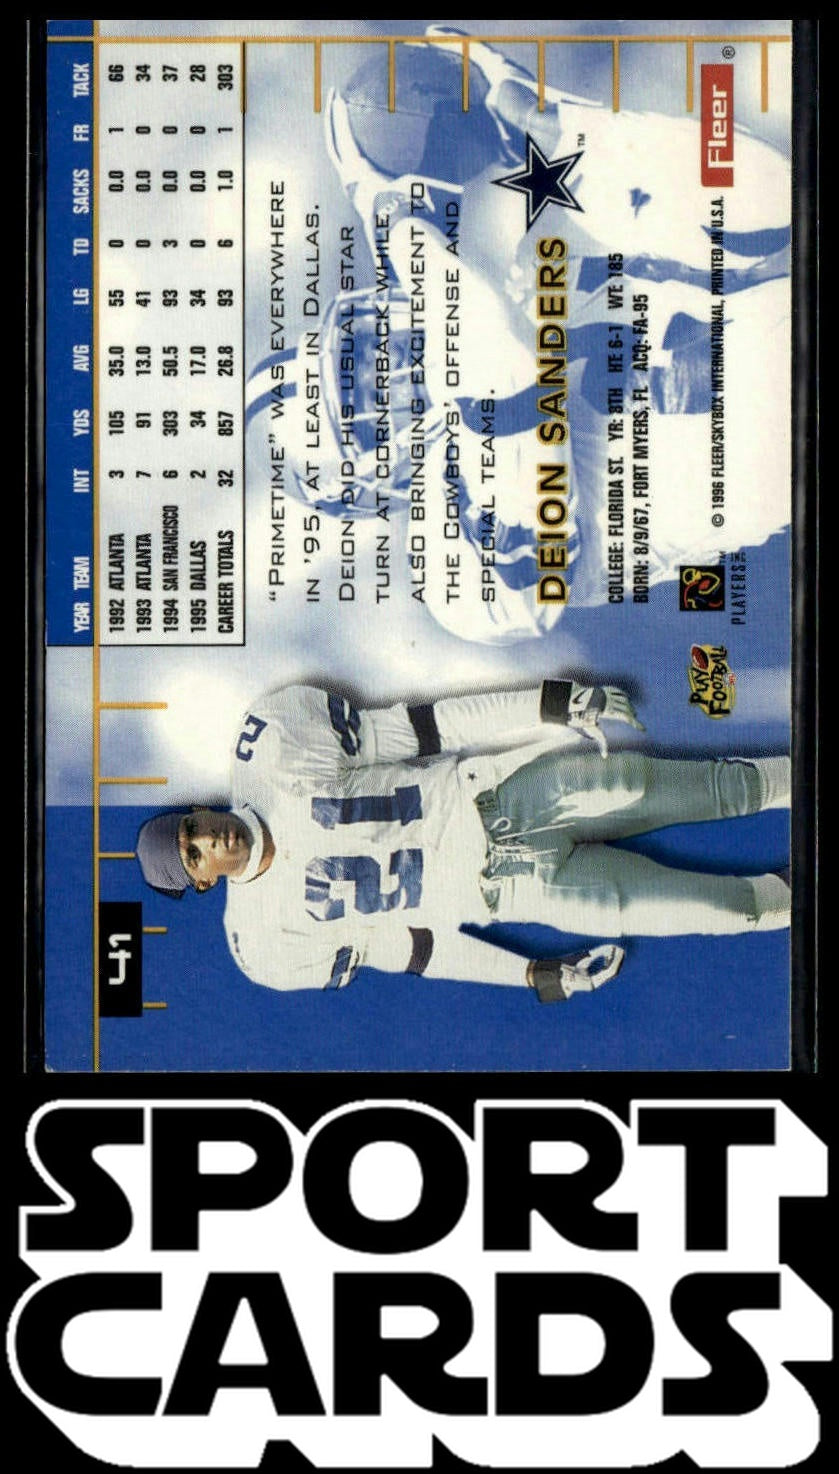 YEAR TEAM INT YDS AVG LG TD SACKS FR TACK
1992 ATLANTA 3 105 35.0 55 0 0.0 1 66
1993 ATLANTA 7 91 13.0 41 0 0.0 0 34
1994 SAN FRANCISCO 6 303 50.5 93 3 0.0 0 37
1995 DALLAS 2 34 17.0 34 0 0.0 0 28
CAREER TOTALS 32 857 26.8 93 6 1.0 1 303
"PRIMETIME" WAS EVERYWHERE
IN '95, AT LEAST IN DALLAS.
DEION DID HIS USUAL STAR
TURN AT CORNERBACK WHILE
ALSO BRINGING EXCITEMENT TO
THE COWBOYS' OFFENSE AND
SPECIAL TEAMS.
TM
DEION SANDERS
COLLEGE: FLORIDA ST. YR: 8TH HT: 6-1 WT: 185
BORN: 8/9/67, FORT MYERS, FL ACQ: FA-95
Fleer ®
© 1996 FLEER/SKYBOX INTERNATIONAL, PRINTED IN U.S.A.
PLAYERS
PLAY
FOOTBALL
2
21
41
SPORT
CARDS